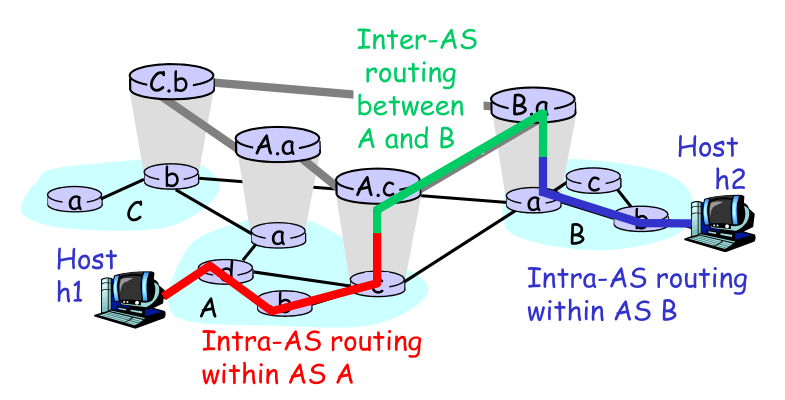 Inter-AS
routing
between
A and B
C.b
B.a
A.a
Host
h2
A.c
b
a
C
c
a
b
B
a
Host
h1
d
A
b
c
Intra-AS routing
within AS B
Intra-AS routing
within AS A